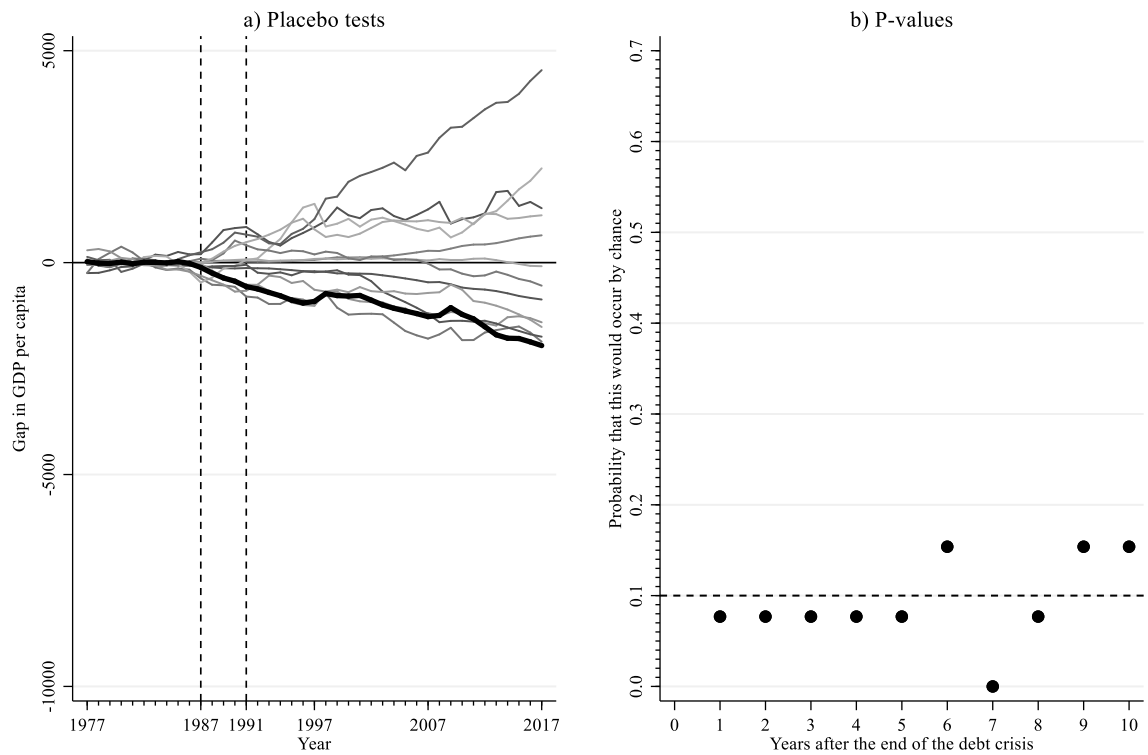 a) Placebo tests
Gap in GDP per capita
5000
0
-5000
-10000
1977 1987 1991 1997 2007 2017
Year
b) P-values
Probability that this would occur by chance
0.7
0.6
0.5
0.4
0.3
0.2
0.1
0.0
0 1 2 3 4 5 6 7 8 9 10
Years after the end of the debt crisis